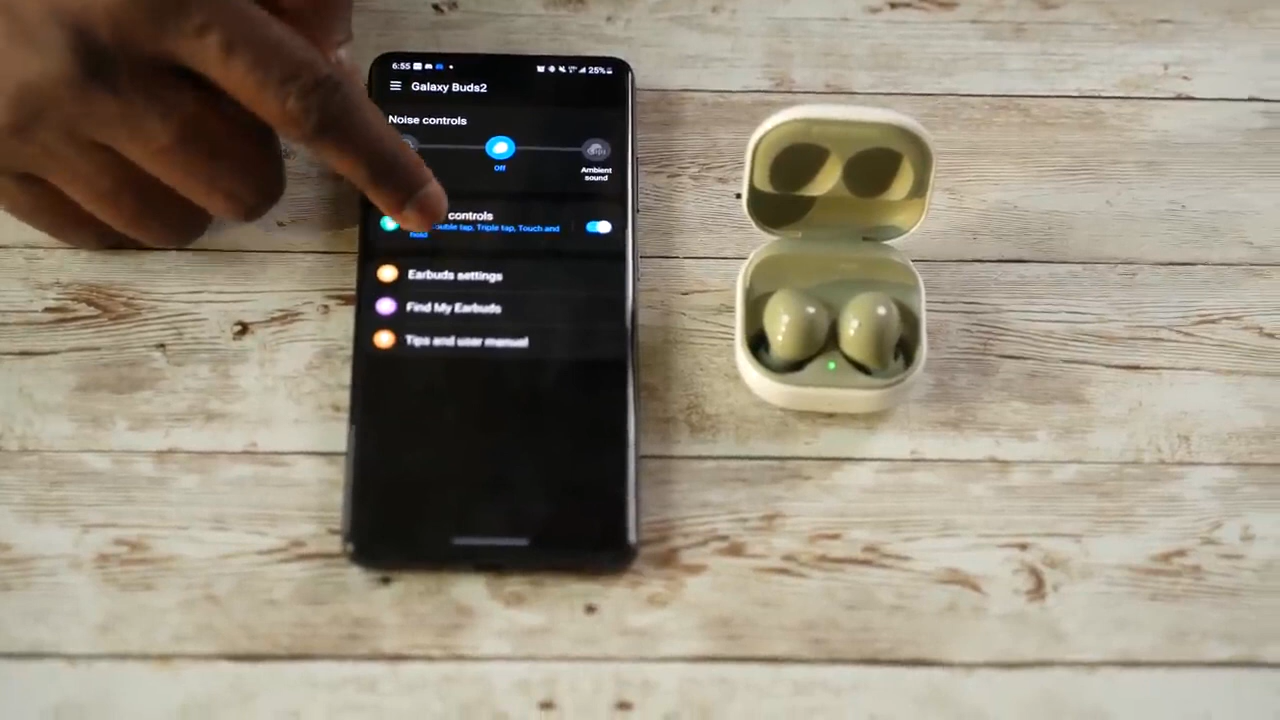 6:55 25%
Galaxy Buds2
Noise controls
Off
Ambient
sound
controls
tap, Triple tap, Touch and
hold
Earbuds settings
Find My Earbuds
Tips and user manual